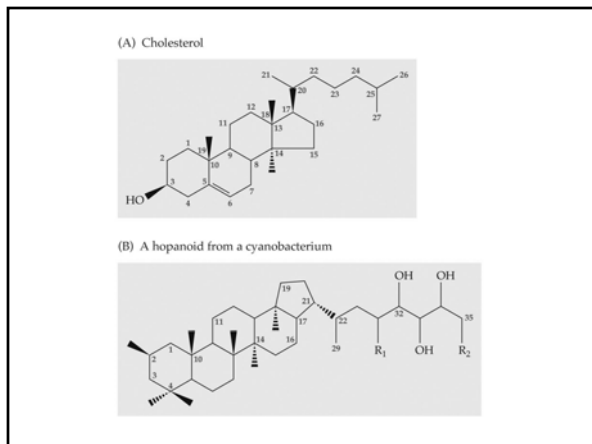 (A) Cholesterol
21 22 24 26
20 23 25
12 18 17 27
11 13 16
1 19 9 14 15
2 10 8
3 5 7
HO 4 6
(B) A hopanoid from a cyanobacterium
OH OH
19
21 32
11 22 35
17
1 10 14 16 29 R₁ OH R₂
2
3 4